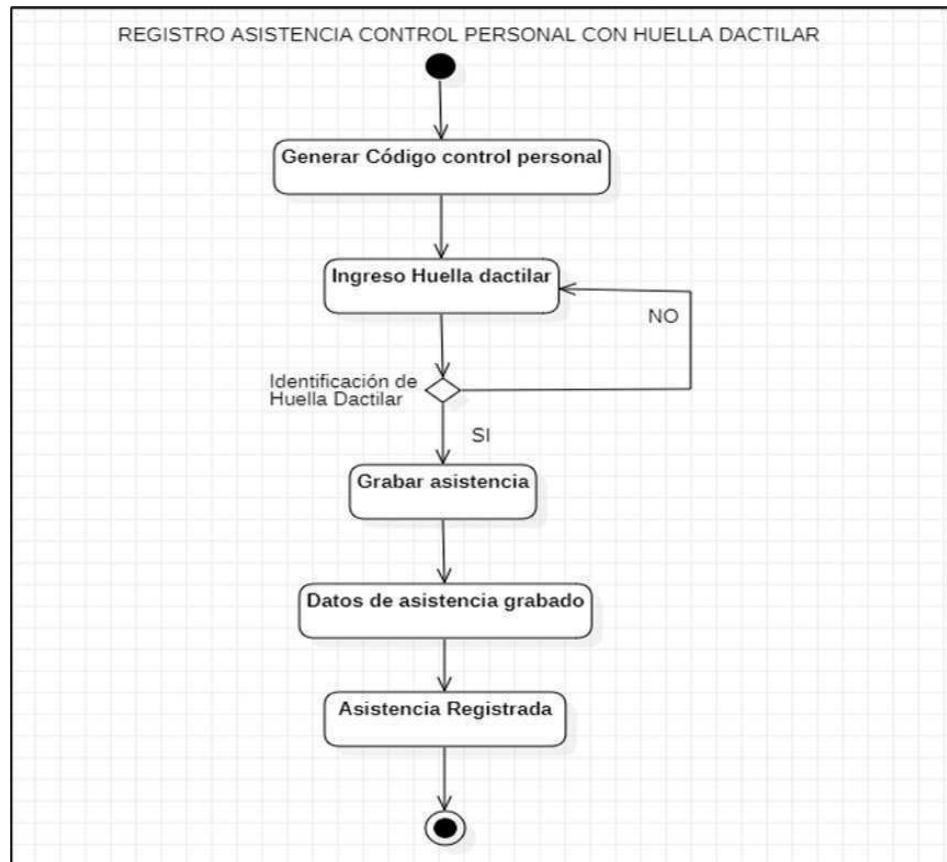 REGISTRO ASISTENCIA CONTROL PERSONAL CON HUELLA DACTILAR
Generar Código control personal
Ingreso Huella dactilar
NO
Identificación de
Huella Dactilar
SI
Grabar asistencia
Datos de asistencia grabado
Asistencia Registrada